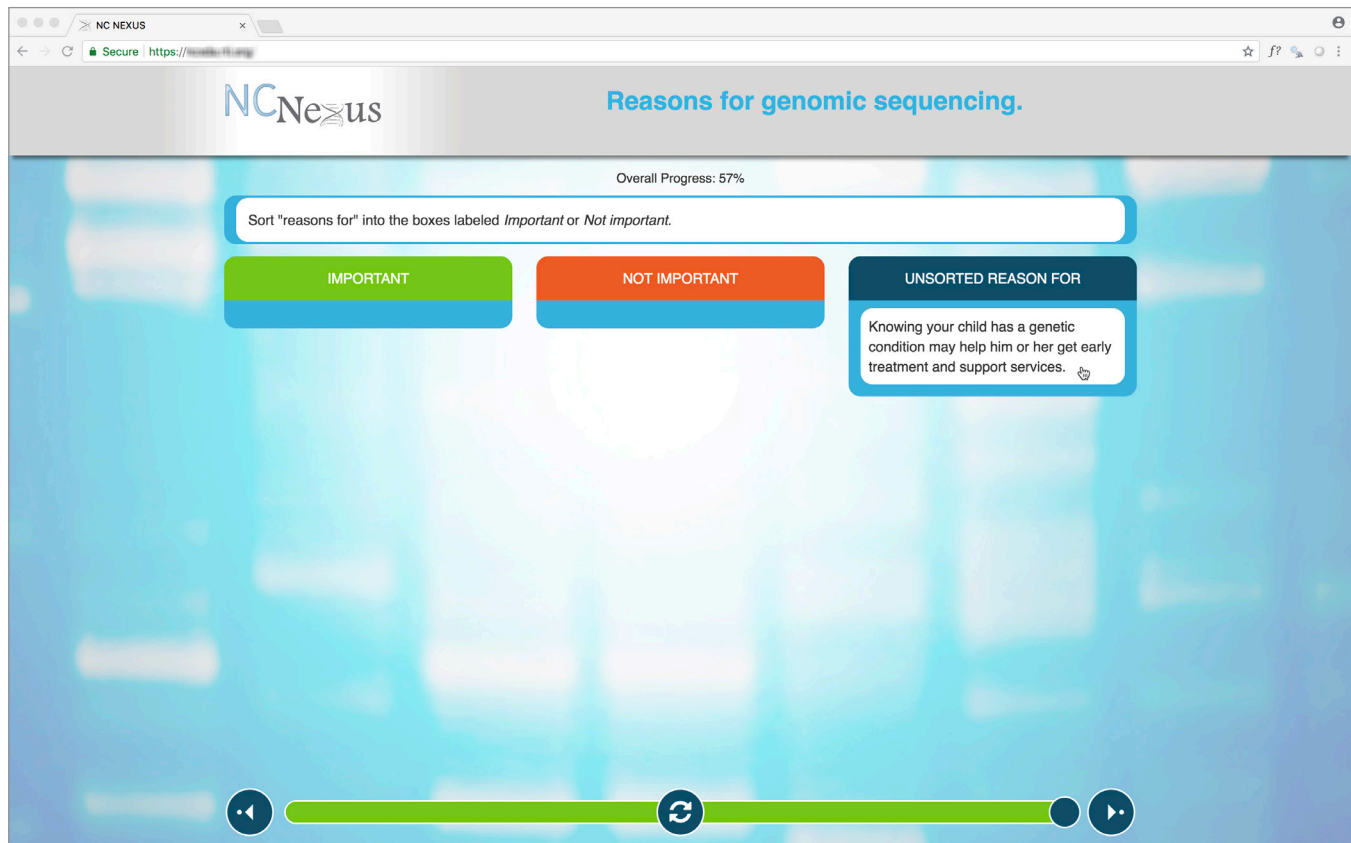 NC NEXUS
Secure https://
f?
NCNexus
Reasons for genomic sequencing.
Overall Progress: 57%
Sort "reasons for" into the boxes labeled Important or Not important.
IMPORTANT
NOT IMPORTANT
UNSORTED REASON FOR
Knowing your child has a genetic
condition may help him or her get early
treatment and support services.